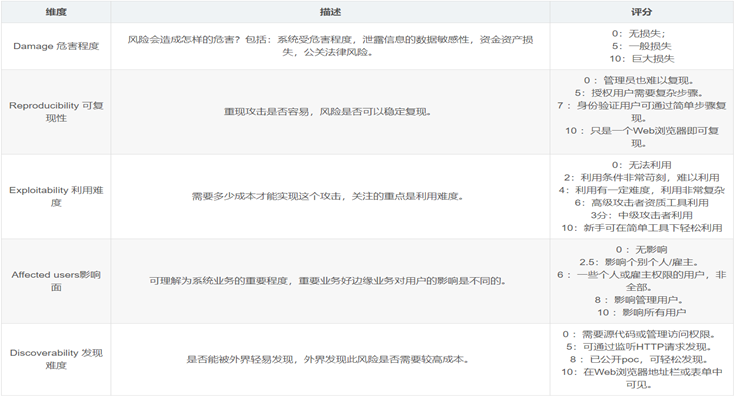 维度 描述 评分
Damage 危害程度
风险会造成怎样的危害？包括：系统受危害程度，泄露信息的数据敏感性，资金资产损
失，公关法律风险。
0：无损失；
5：一般损失
10：巨大损失
Reproducibility 可复
现性
重现攻击是否容易，风险是否可以稳定复现。
0 ：管理员也难以复现。
5：授权用户需要复杂步骤。
7 ：身份验证用户可通过简单步骤复
现。
10 ：只是一个Web浏览器即可复
现。
Exploitability 利用难
度
需要多少成本才能实现这个攻击，关注的重点是利用难度。
0：无法利用
2：利用条件非常苛刻，难以利用
4：利用有一定难度，利用非常复杂
6：高级攻击者资质工具利用
3分：中级攻击者利用
10：新手可在简单工具下轻松利用
Affected users影响
面
可理解为系统业务的重要程度，重要业务好边缘业务对用户的影响是不同的。
0 ：无影响
2.5：影响个别个人/雇主。
6 ：一些个人或雇主权限的用户，非
全部。
8 ：影响管理用户。
10 ：影响所有用户
Discoverability 发现
难度
是否能被外界轻易发现，外界发现此风险是否需要较高成本。
0 ：需要源代码或管理访问权限。
5：可通过监听HTTP请求发现。
8 ：已公开poc，可轻松发现。
10：在Web浏览器地址栏或表单中
可见。